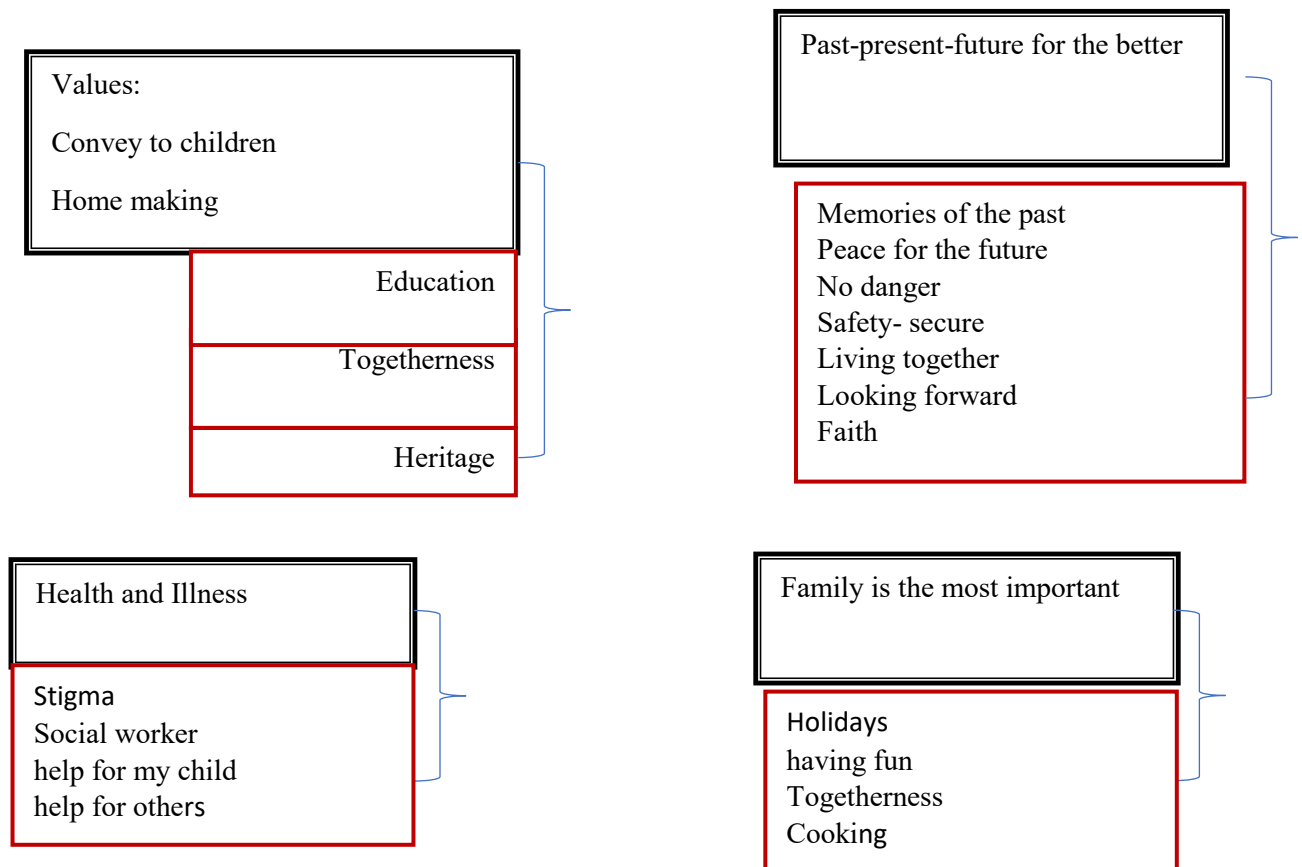 Values:
Convey to children
Home making
Education
Togetherness
Heritage
Past-present-future for the better
Memories of the past
Peace for the future
No danger
Safety- secure
Living together
Looking forward
Faith
Health and Illness
Stigma
Social worker
help for my child
help for others
Family is the most important
Holidays
having fun
Togetherness
Cooking